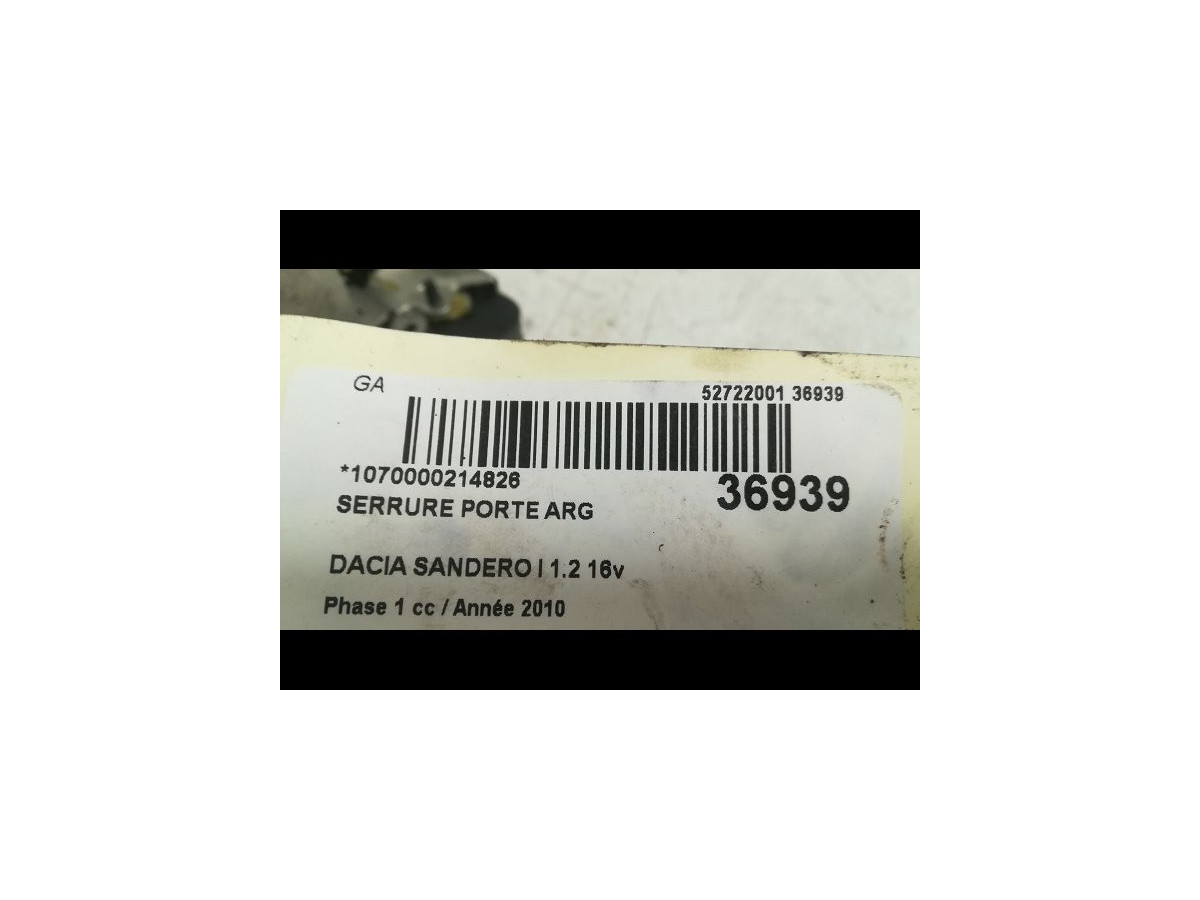 GA
52722001 36939
*1070000214826
36939
SERRURE PORTE ARG
DACIA SANDERO I 1.2 16v
Phase 1 cc / Année 2010